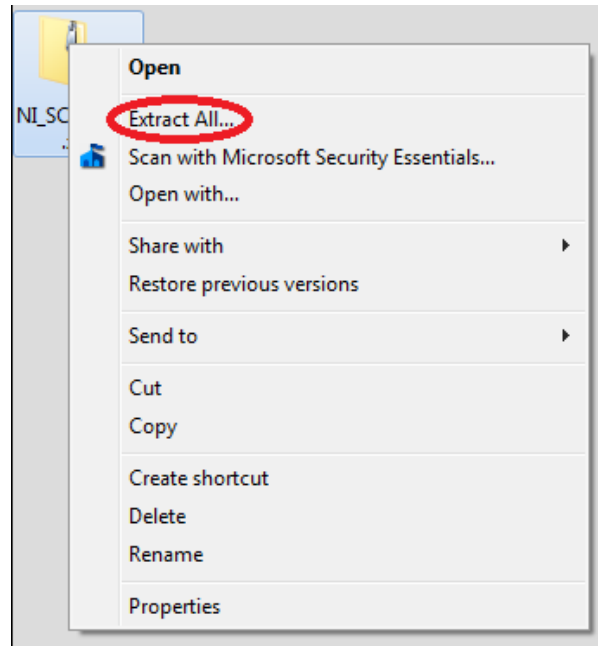 Open
NI_SC
Extract All...
Scan with Microsoft Security Essentials...
Open with...
Share with
Restore previous versions
Send to
Cut
Copy
Create shortcut
Delete
Rename
Properties